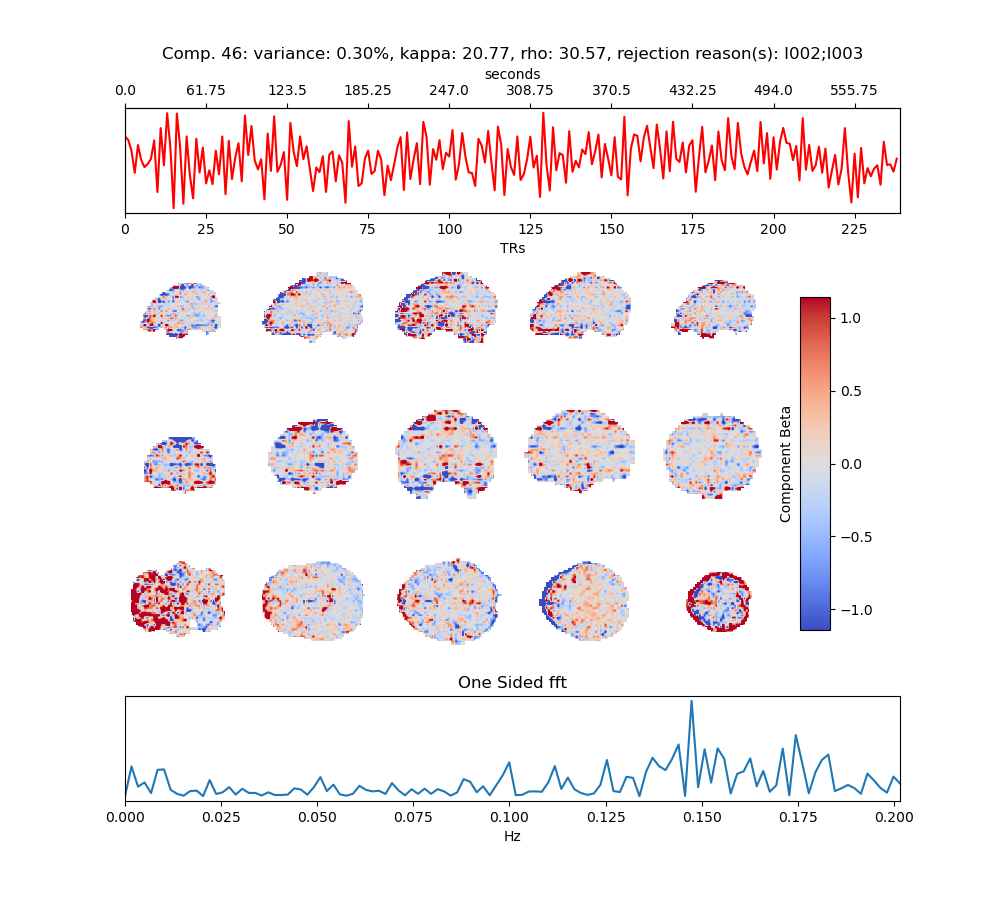 Comp. 46: variance: 0.30%, kappa: 20.77, rho: 30.57, rejection reason(s): I002;I003
seconds
0.0 61.75 123.5 185.25 247.0 308.75 370.5 432.25 494.0 555.75
0 25 50 75 100 125 150 175 200 225
TRs
1.0
0.5
0.0
−0.5
−1.0
Component Beta
One Sided fft
0.000 0.025 0.050 0.075 0.100 0.125 0.150 0.175 0.200
Hz